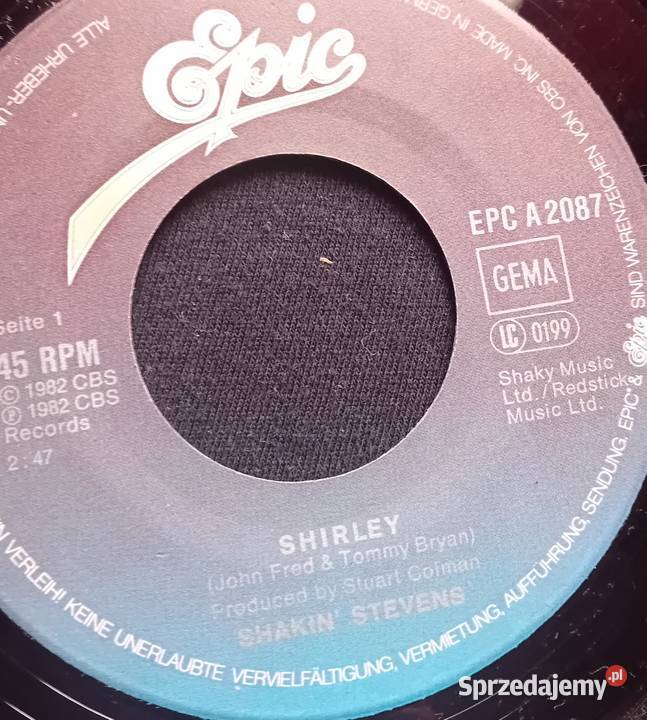 Epic
ALLE URHEBER- UN
MADE IN GERM
EPC A 2087
GEMA
LC 0199
Shaky Music
Ltd. / Redstick
Music Ltd.
Seite 1
45 RPM
© 1982 CBS
℗ 1982 CBS
Records
2:47
SHIRLEY
(John Fred & Tommy Bryan)
Produced by Stuart Colman
SHAKIN' STEVENS
N VERLEIH! KEINE UNERLAUBTE VERVIELFÄLTIGUNG, VERMIETUNG, AUFFÜHRUNG, SENDUNG. EPIC® & Epic SIND WARENZEICHEN VON CBS INC.
Sprzedajemy.pl